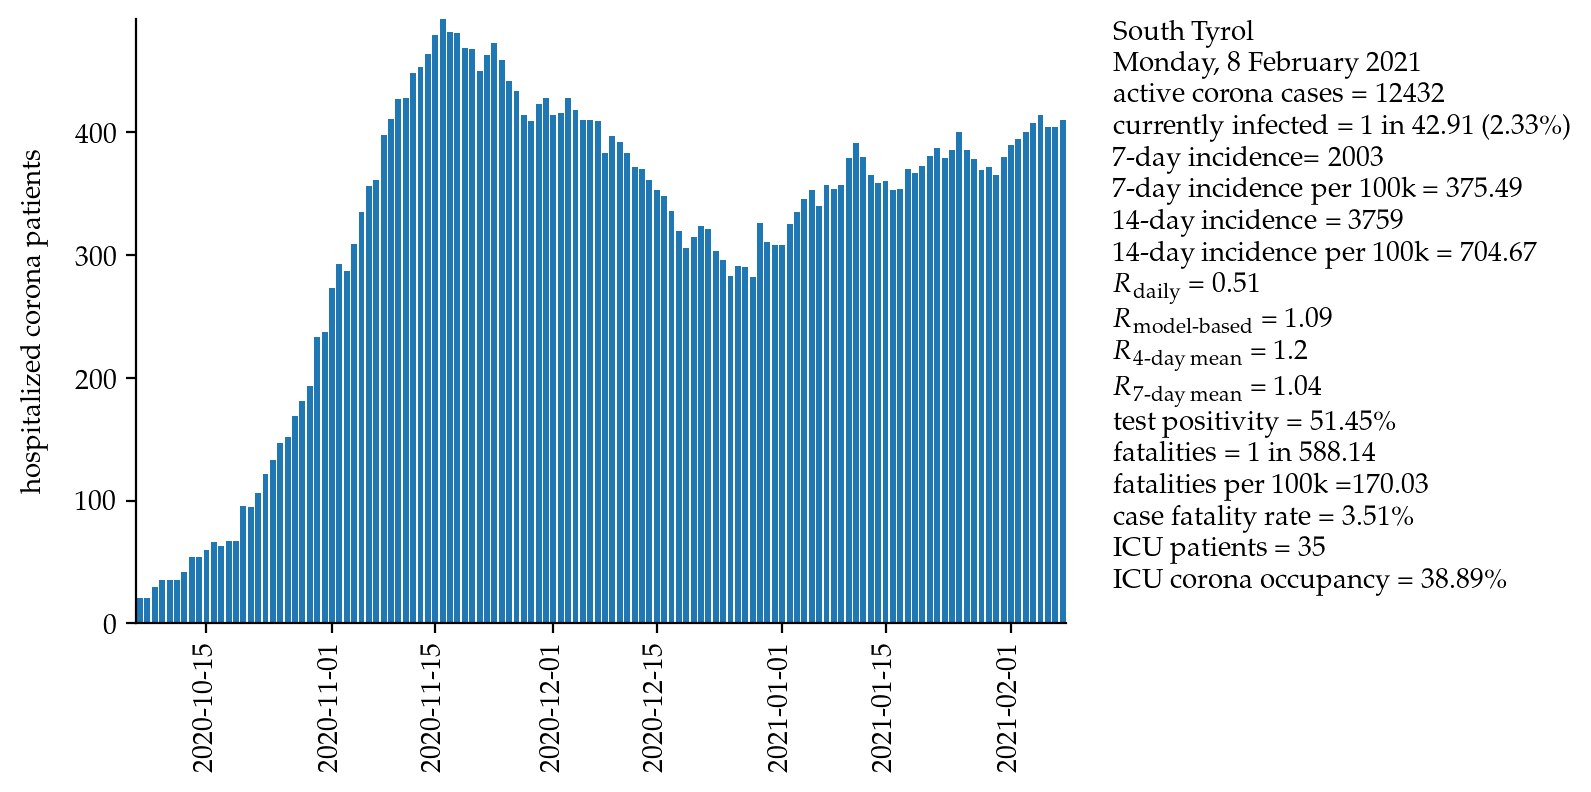 hospitalized corona patients
400
300
200
100
0
2020-10-15
2020-11-01
2020-11-15
2020-12-01
2020-12-15
2021-01-01
2021-01-15
2021-02-01
South Tyrol
Monday, 8 February 2021
active corona cases = 12432
currently infected = 1 in 42.91 (2.33%)
7-day incidence= 2003
7-day incidence per 100k = 375.49
14-day incidence = 3759
14-day incidence per 100k = 704.67
R daily = 0.51
R model-based = 1.09
R 4-day mean = 1.2
R 7-day mean = 1.04
test positivity = 51.45%
fatalities = 1 in 588.14
fatalities per 100k =170.03
case fatality rate = 3.51%
ICU patients = 35
ICU corona occupancy = 38.89%